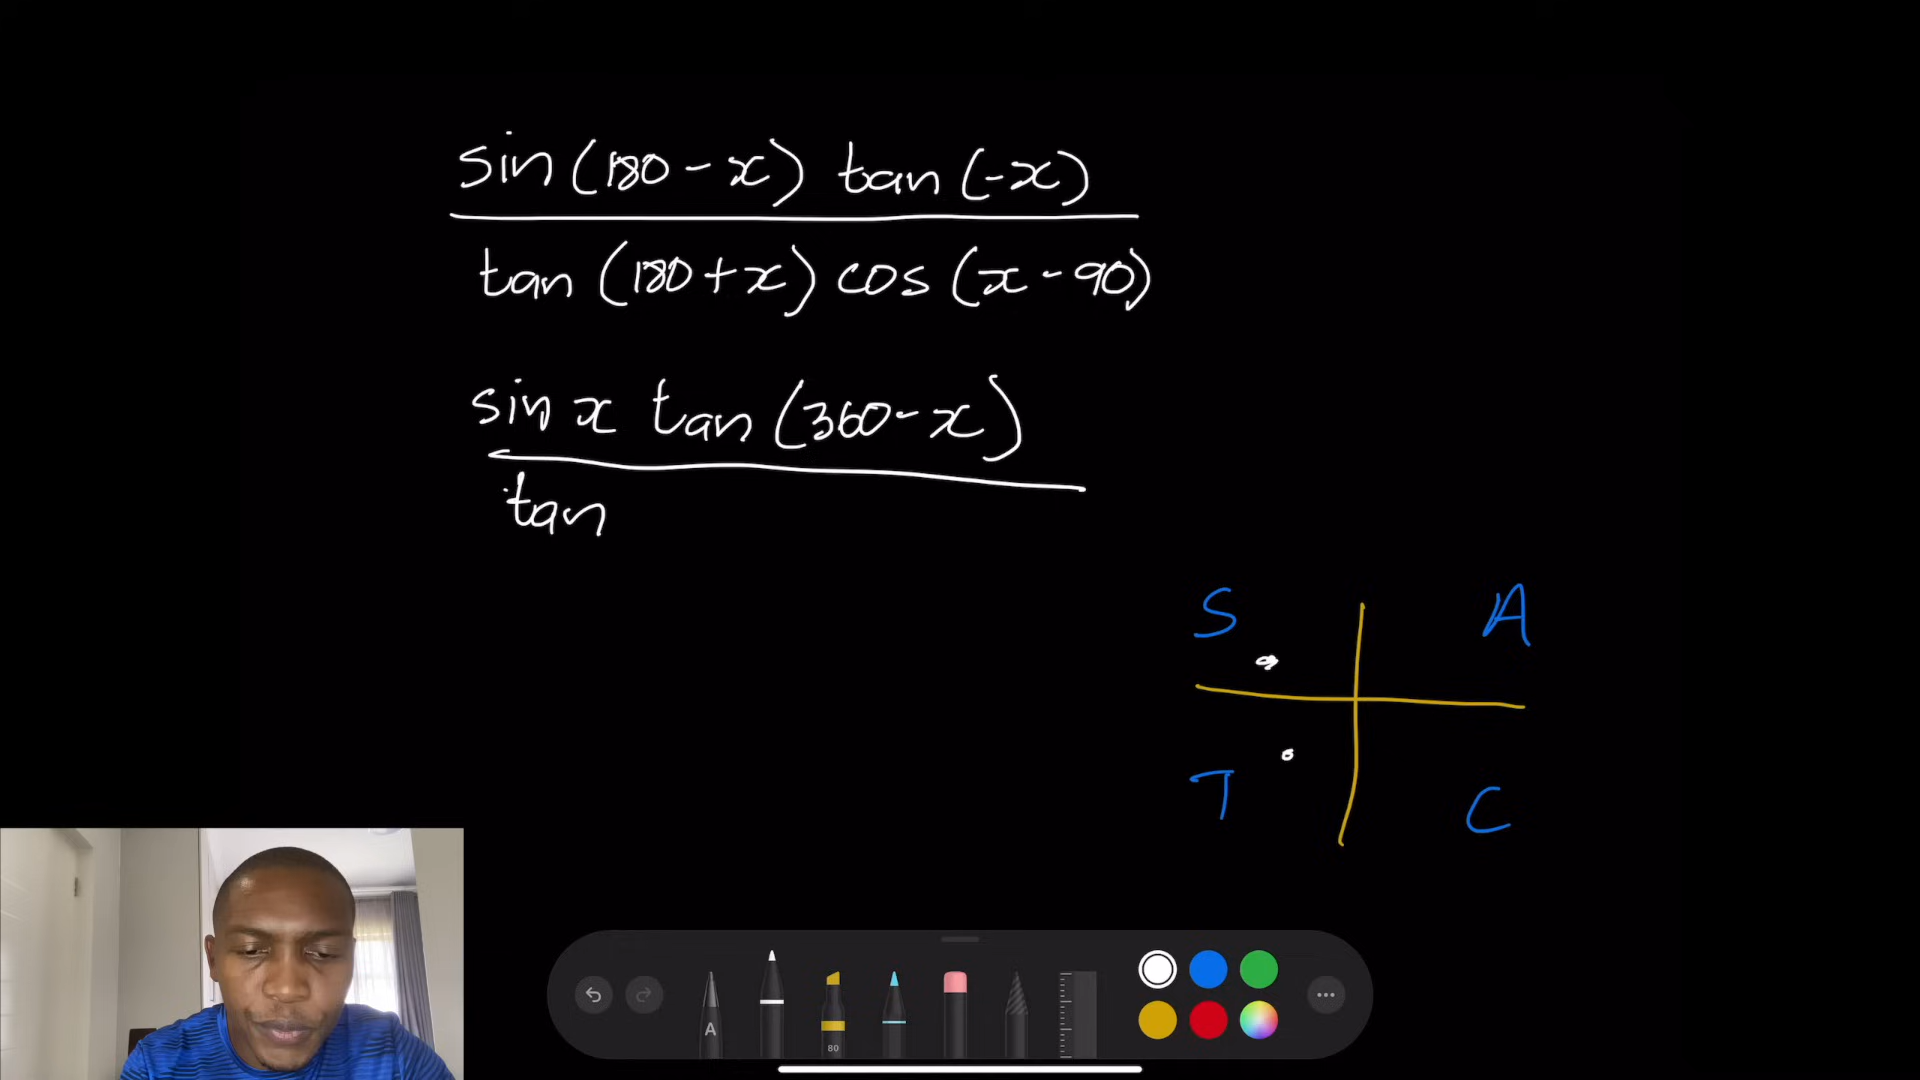 sin (180 - x) tan (-x)
tan (180 + x) cos (x - 90)
sin x tan (360 - x)
tan
S A
T C
A
80